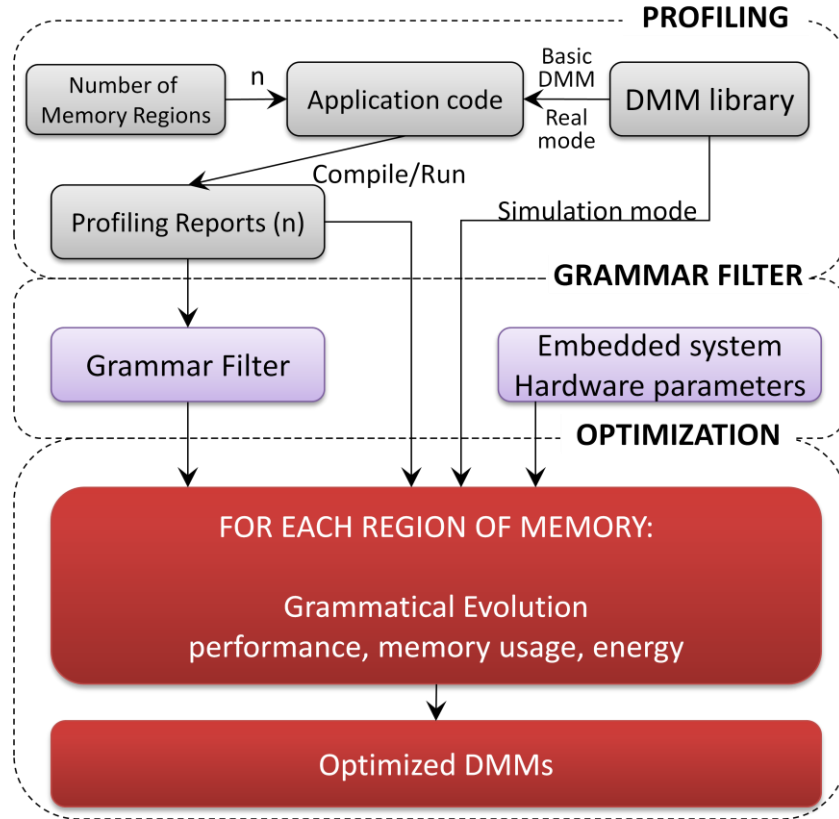 PROFILING
Number of
Memory Regions
n
Application code
Basic
DMM
Real
mode
DMM library
Compile/Run
Profiling Reports (n)
Simulation mode
GRAMMAR FILTER
Grammar Filter
Embedded system
Hardware parameters
OPTIMIZATION
FOR EACH REGION OF MEMORY:
Grammatical Evolution
performance, memory usage, energy
Optimized DMMs